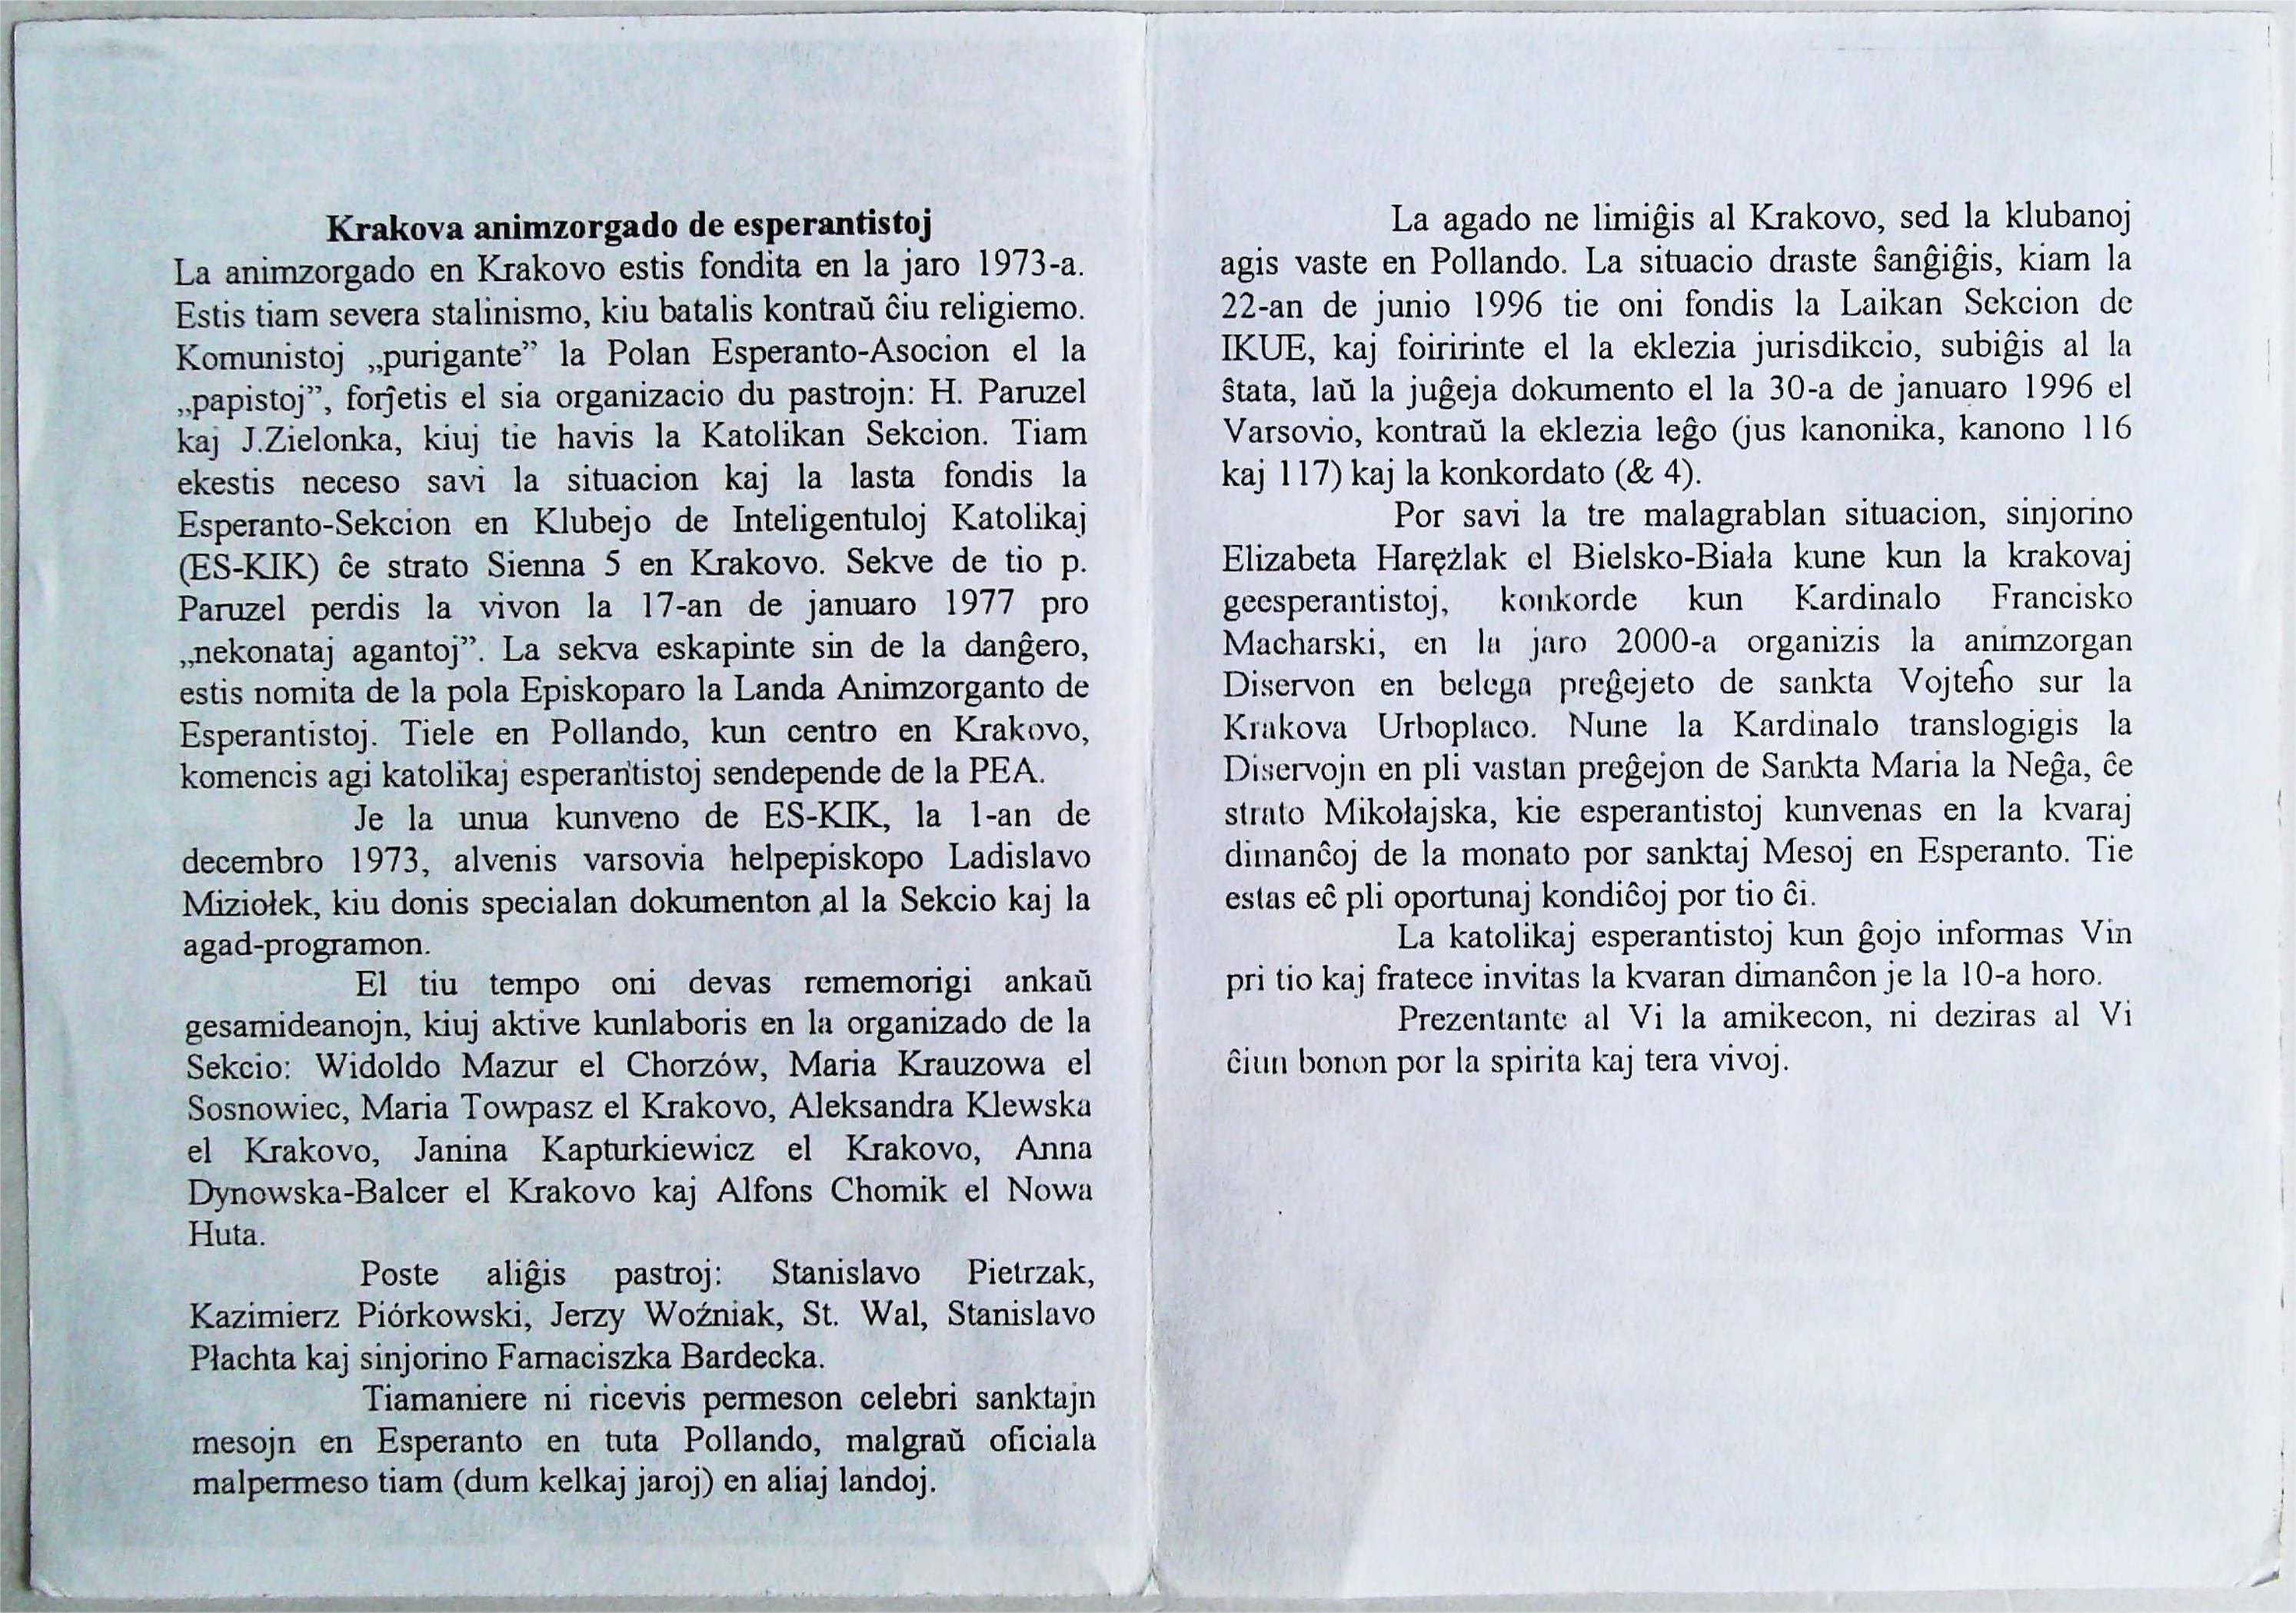 Krakova animzorgado de esperantistoj
La animzorgado en Krakovo estis fondita en la jaro 1973-a.
Estis tiam severa stalinismo, kiu batalis kontraŭ ĉiu religiemo.
Komunistoj „purigante” la Polan Esperanto-Asocion el la
„papistoj”, forĵetis el sia organizacio du pastrojn: H. Paruzel
kaj J.Zielonka, kiuj tie havis la Katolikan Sekcion. Tiam
ekestis neceso savi la situacion kaj la lasta fondis la
Esperanto-Sekcion en Klubejo de Inteligentuloj Katolikaj
(ES-KIK) ĉe strato Sienna 5 en Krakovo. Sekve de tio p.
Paruzel perdis la vivon la 17-an de januaro 1977 pro
„nekonataj agantoj”. La sekva eskapinte sin de la danĝero,
estis nomita de la pola Episkoparo la Landa Animzorganto de
Esperantistoj. Tiele en Pollando, kun centro en Krakovo,
komencis agi katolikaj esperantistoj sendepende de la PEA.
Je la unua kunveno de ES-KIK, la 1-an de
decembro 1973, alvenis varsovia helpepiskopo Ladislavo
Miziołek, kiu donis specialan dokumenton al la Sekcio kaj la
agad-programon.
El tiu tempo oni devas rememorigi ankaŭ
gesamideanojn, kiuj aktive kunlaboris en la organizado de la
Sekcio: Widoldo Mazur el Chorzów, Maria Krauzowa el
Sosnowiec, Maria Towpasz el Krakovo, Aleksandra Klewska
el Krakovo, Janina Kapturkiewicz el Krakovo, Anna
Dynowska-Balcer el Krakovo kaj Alfons Chomik el Nowa
Huta.
Poste aliĝis pastroj: Stanislavo Pietrzak,
Kazimierz Piórkowski, Jerzy Woźniak, St. Wal, Stanislavo
Płachta kaj sinjorino Farnaciszka Bardecka.
Tiamaniere ni ricevis permeson celebri sanktajn
mesojn en Esperanto en tuta Pollando, malgraŭ oficiala
malpermeso tiam (dum kelkaj jaroj) en aliaj landoj.
La agado ne limiĝis al Krakovo, sed la klubanoj
agis vaste en Pollando. La situacio draste ŝanĝiĝis, kiam la
22-an de junio 1996 tie oni fondis la Laikan Sekcion de
IKUE, kaj foiririnte el la eklezia jurisdikcio, subiĝis al la
ŝtata, laŭ la juĝeja dokumento el la 30-a de januaro 1996 el
Varsovio, kontraŭ la eklezia leĝo (jus kanonika, kanono 116
kaj 117) kaj la konkordato (& 4).
Por savi la tre malagrablan situacion, sinjorino
Elizabeta Haręźlak el Bielsko-Biała kune kun la krakovaj
geesperantistoj, konkorde kun Kardinalo Francisko
Macharski, en la jaro 2000-a organizis la animzorgan
Diservon en belega preĝejeto de sankta Vojteĥo sur la
Krakova Urboplaco. Nune la Kardinalo translogigis la
Diservojn en pli vastan preĝejon de Sankta Maria la Neĝa, ĉe
strato Mikołajska, kie esperantistoj kunvenas en la kvaraj
dimanĉoj de la monato por sanktaj Mesoj en Esperanto. Tie
estas eĉ pli oportunaj kondiĉoj por tio ĉi.
La katolikaj esperantistoj kun ĝojo informas Vin
pri tio kaj fratece invitas la kvaran dimanĉon je la 10-a horo.
Prezentante al Vi la amikecon, ni deziras al Vi
ĉiun bonon por la spirita kaj tera vivoj.